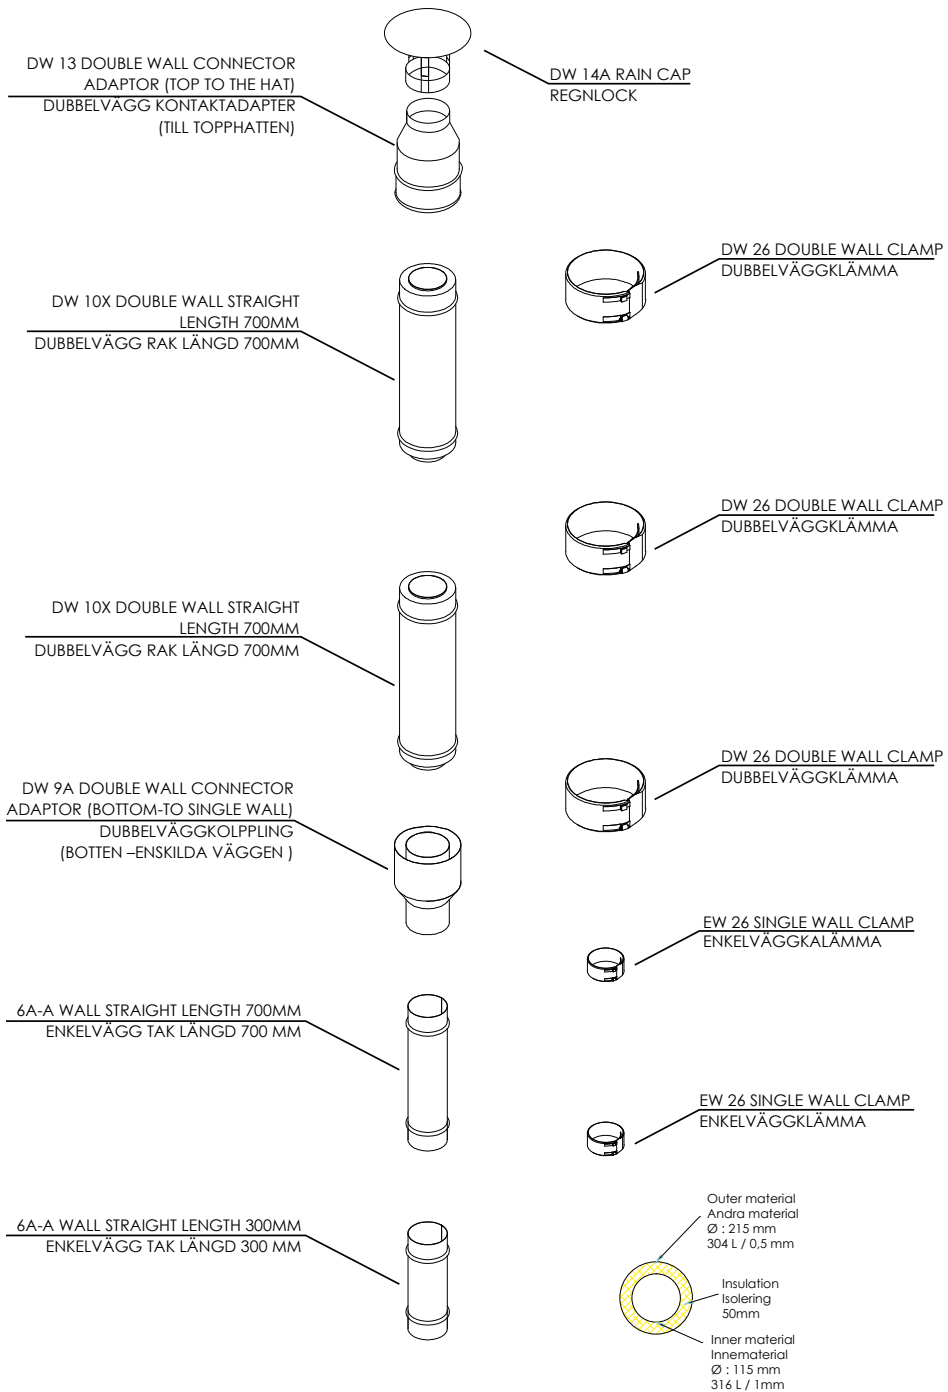 DW 13 DOUBLE WALL CONNECTOR
ADAPTOR (TOP TO THE HAT)
DUBBELVÄGG KONTAKTADAPTER
(TILL TOPPHATTEN)
DW 14A RAIN CAP
REGNLOCK
DW 26 DOUBLE WALL CLAMP
DUBBELVÄGGKLÄMMA
DW 10X DOUBLE WALL STRAIGHT
LENGTH 700MM
DUBBELVÄGG RAK LÄNGD 700MM
DW 26 DOUBLE WALL CLAMP
DUBBELVÄGGKLÄMMA
DW 10X DOUBLE WALL STRAIGHT
LENGTH 700MM
DUBBELVÄGG RAK LÄNGD 700MM
DW 26 DOUBLE WALL CLAMP
DUBBELVÄGGKLÄMMA
DW 9A DOUBLE WALL CONNECTOR
ADAPTOR (BOTTOM-TO SINGLE WALL)
DUBBELVÄGGKOLPPLING
(BOTTEN –ENSKILDA VÄGGEN )
EW 26 SINGLE WALL CLAMP
ENKELVÄGGKALÄMMA
6A-A WALL STRAIGHT LENGTH 700MM
ENKELVÄGG TAK LÄNGD 700 MM
EW 26 SINGLE WALL CLAMP
ENKELVÄGGKLÄMMA
6A-A WALL STRAIGHT LENGTH 300MM
ENKELVÄGG TAK LÄNGD 300 MM
Outer material
Andra material
Ø : 215 mm
304 L / 0,5 mm
Insulation
Isolering
50mm
Inner material
Innematerial
Ø : 115 mm
316 L / 1mm